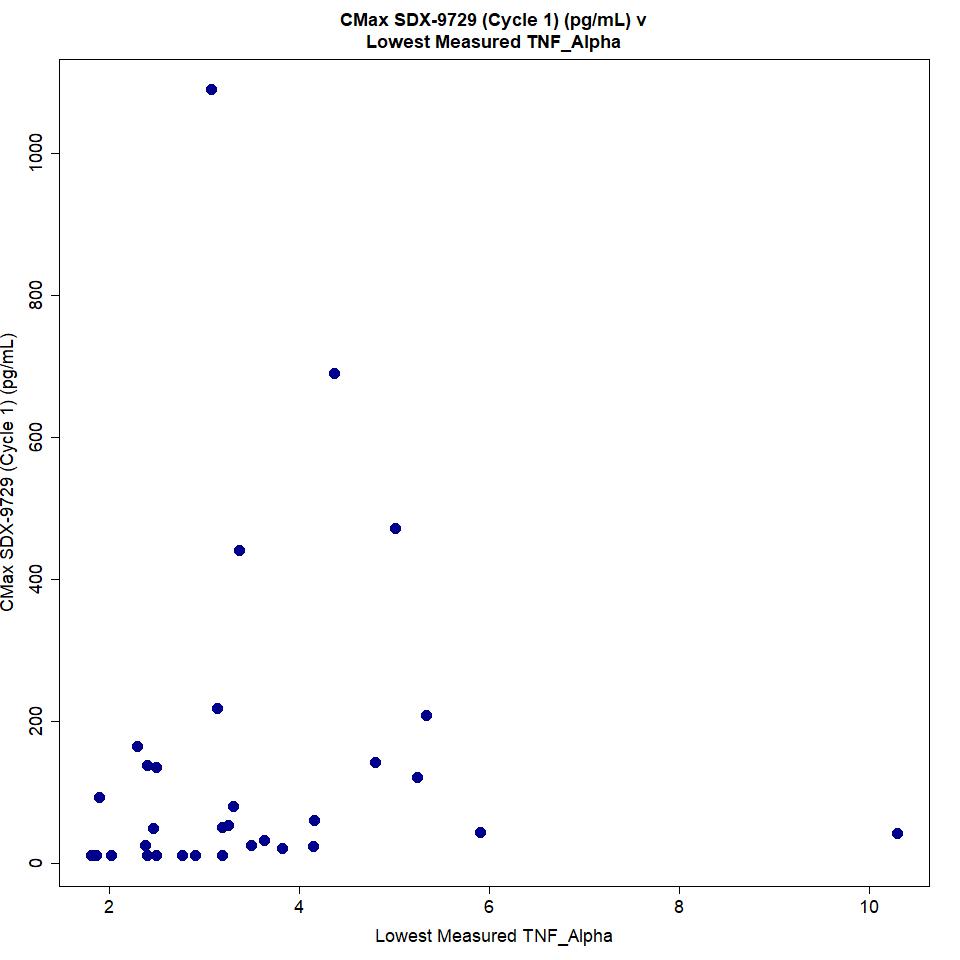 CMax SDX-9729 (Cycle 1) (pg/mL) v
Lowest Measured TNF_Alpha
1000
800
600
400
200
0
CMax SDX-9729 (Cycle 1) (pg/mL)
2 4 6 8 10
Lowest Measured TNF_Alpha